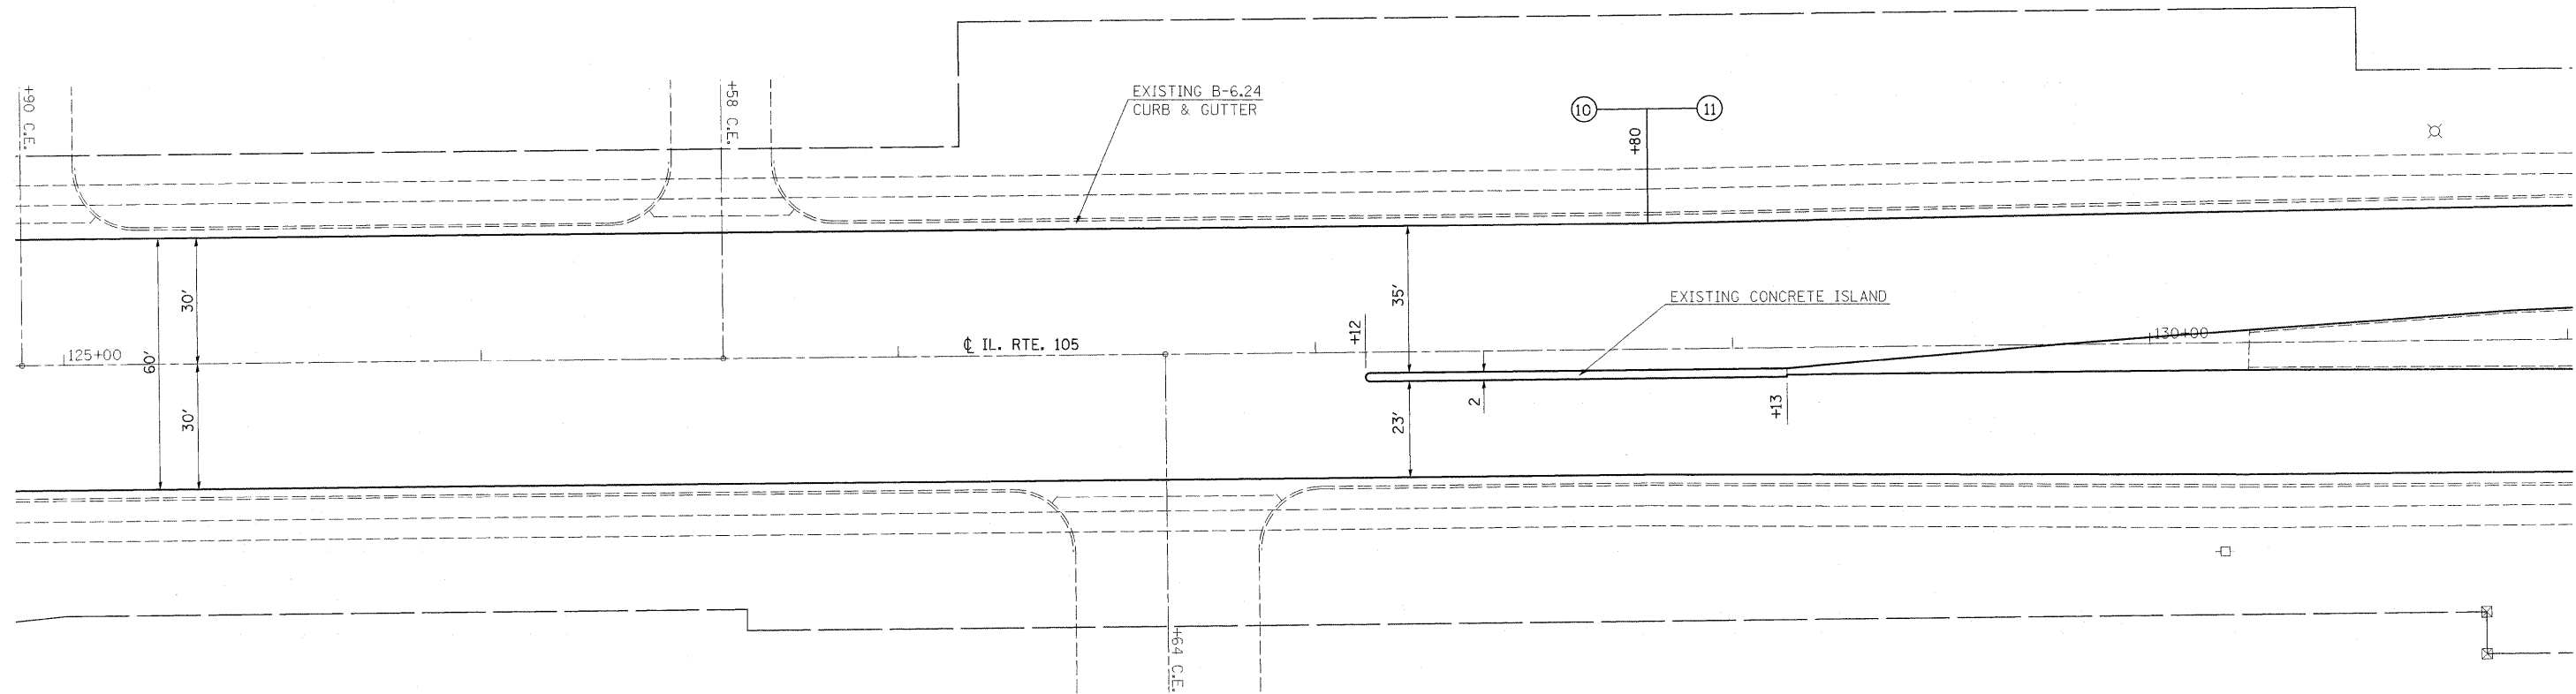 +90 C.E.
+58 C.E.
EXISTING B-6.24
CURB & GUTTER
10
11
+80
30'
60'
30'
125+00
℄ IL. RTE. 105
+12
35'
23'
2
EXISTING CONCRETE ISLAND
+13
130+00
+64 C.E.